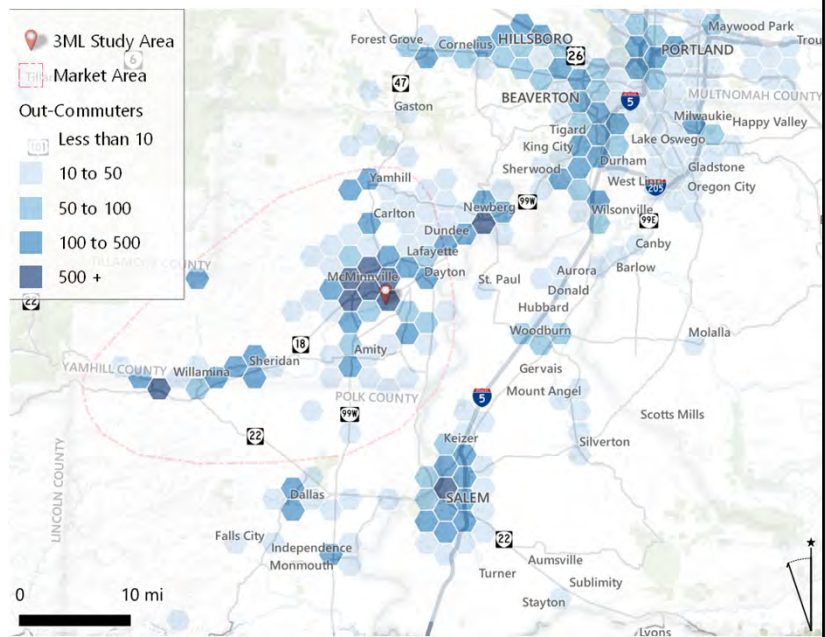 3ML Study Area
Market Area
Out-Commuters
Less than 10
10 to 50
50 to 100
100 to 500
500 +
6
101
Forest Grove
Cornelius
HILLSBORO
26
PORTLAND
Maywood Park
47
Gaston
BEAVERTON
5
MULTNOMAH COUNTY
Milwaukie
Happy Valley
Tigard
King City
Lake Oswego
Durham
Gladstone
Sherwood
West Linn
205
Oregon City
Yamhill
Newberg
99W
Wilsonville
99E
Carlton
Dundee
Canby
Lafayette
Barlow
TILLAMOOK COUNTY
McMinnville
Dayton
St. Paul
Aurora
Donald
22
Hubbard
Woodburn
Molalla
18
Amity
Sheridan
YAMHILL COUNTY
Willamina
Gervais
Mount Angel
POLK COUNTY
5
99W
Scotts Mills
22
Keizer
Silverton
LINCOLN COUNTY
Dallas
SALEM
Falls City
Independence
Monmouth
22
Aumsville
Turner
Sublimity
Stayton
0 10 mi
Lyons